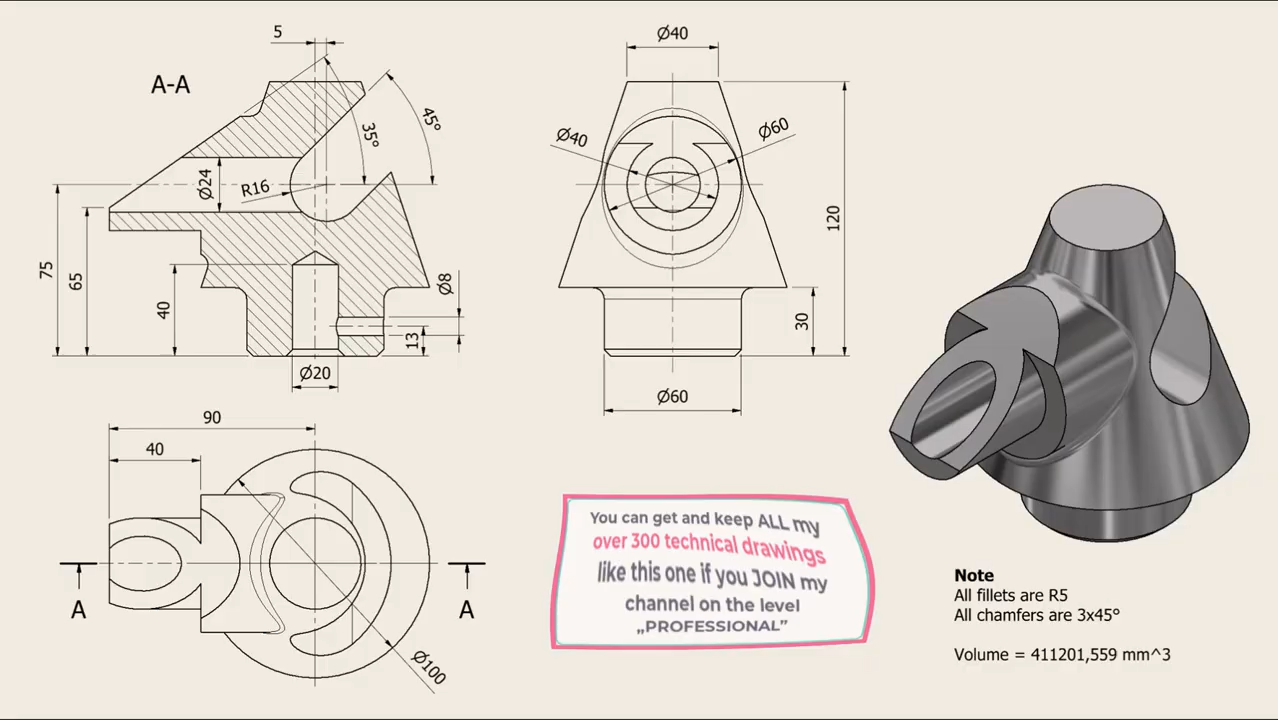 A-A
5
35°
45°
Ø24
R16
75
65
40
Ø8
13
Ø20
Ø40
Ø40
Ø60
120
30
Ø60
90
40
A
A
Ø100
You can get and keep ALL my
over 300 technical drawings
like this one if you JOIN my
channel on the level
„PROFESSIONAL”
Note
All fillets are R5
All chamfers are 3x45°
Volume = 411201,559 mm^3